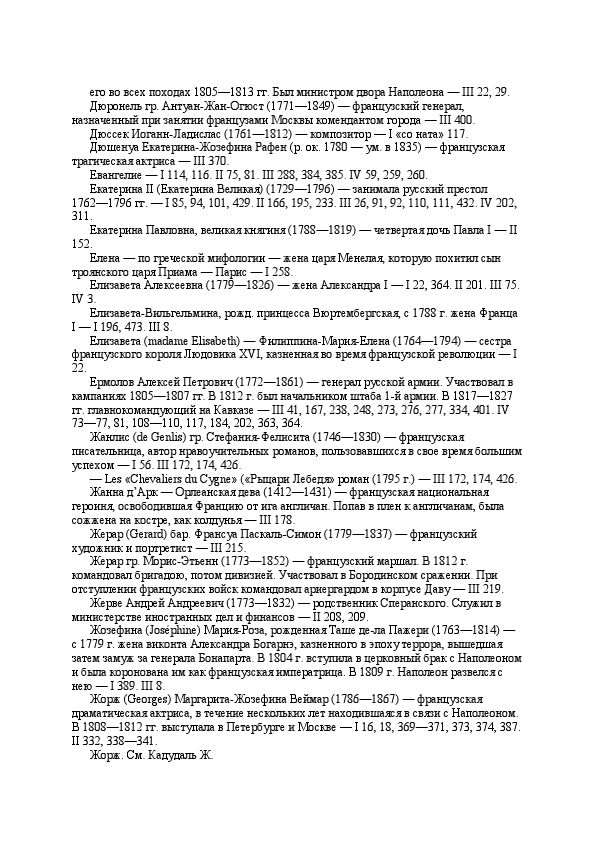 его во всех походах 1805—1813 гг. Был министром двора Наполеона — III 22, 29.
Дюронель гр. Антуан-Жан-Огюст (1771—1849) — французский генерал,
назначенный при занятии французами Москвы комендантом города — III 400.
Дюссек Иоганн-Ладислас (1761—1812) — композитор — I «со ната» 117.
Дюшенуа Екатерина-Жозефина Рафен (р. ок. 1780 — ум. в 1835) — французская
трагическая актриса — III 370.
Евангелие — I 114, 116. II 75, 81. III 288, 384, 385. IV 59, 259, 260.
Екатерина II (Екатерина Великая) (1729—1796) — занимала русский престол
1762—1796 гг. — I 85, 94, 101, 429. II 166, 195, 233. III 26, 91, 92, 110, 111, 432. IV 202,
311.
Екатерина Павловна, великая княгиня (1788—1819) — четвертая дочь Павла I — II
152.
Елена — по греческой мифологии — жена царя Менелая, которую похитил сын
троянского царя Приама — Парис — I 258.
Елизавета Алексеевна (1779—1826) — жена Александра I — I 22, 364. II 201. III 75.
IV 3.
Елизавета-Вильгельмина, рожд. принцесса Вюртембергская, с 1788 г. жена Франца
I — I 196, 473. III 8.
Елизавета (madame Elisabeth) — Филиппина-Мария-Елена (1764—1794) — сестра
французского короля Людовика XVI, казненная во время французской революции — I
22.
Ермолов Алексей Петрович (1772—1861) — генерал русской армии. Участвовал в
кампаниях 1805—1807 гг. В 1812 г. был начальником штаба 1-й армии. В 1817—1827
гг. главнокомандующий на Кавказе — III 41, 167, 238, 248, 273, 276, 277, 334, 401. IV
73—77, 81, 108—110, 117, 184, 202, 363, 364.
Жанлис (de Genlis) гр. Стефания-Фелисита (1746—1830) — французская
писательница, автор нравоучительных романов, пользовавшихся в свое время большим
успехом — I 56. III 172, 174, 426.
— Les «Chevaliers du Cygne» («Рыцари Лебедя» роман (1795 г.) — III 172, 174, 426.
Жанна д’Арк — Орлеанская дева (1412—1431) — французская национальная
героиня, освободившая Францию от ига англичан. Попав в плен к англичанам, была
сожжена на костре, как колдунья — III 178.
Жерар (Gerard) бар. Франсуа Паскаль-Симон (1779—1837) — французский
художник и портретист — III 215.
Жерар гр. Морис-Этьенн (1773—1852) — французский маршал. В 1812 г.
командовал бригадою, потом дивизией. Участвовал в Бородинском сражении. При
отступлении французских войск командовал ариергардом в корпусе Даву — III 219.
Жерве Андрей Андреевич (1773—1832) — родственник Сперанского. Служил в
министерстве иностранных дел и финансов — II 208, 209.
Жозефина (Joséphine) Мария-Роза, рожденная Таше де-ла Пажери (1763—1814) —
с 1779 г. жена виконта Александра Богарнэ, казненного в эпоху террора, вышедшая
затем замуж за генерала Бонапарта. В 1804 г. вступила в церковный брак с Наполеоном
и была коронована им как французская императрица. В 1809 г. Наполеон развелся с
нею — I 389. III 8.
Жорж (Georges) Маргарита-Жозефина Веймар (1786—1867) — французская
драматическая актриса, в течение нескольких лет находившаяся в связи с Наполеоном.
В 1808—1812 гг. выступала в Петербурге и Москве — I 16, 18, 369—371, 373, 374, 387.
II 332, 338—341.
Жорж. См. Кадудаль Ж.